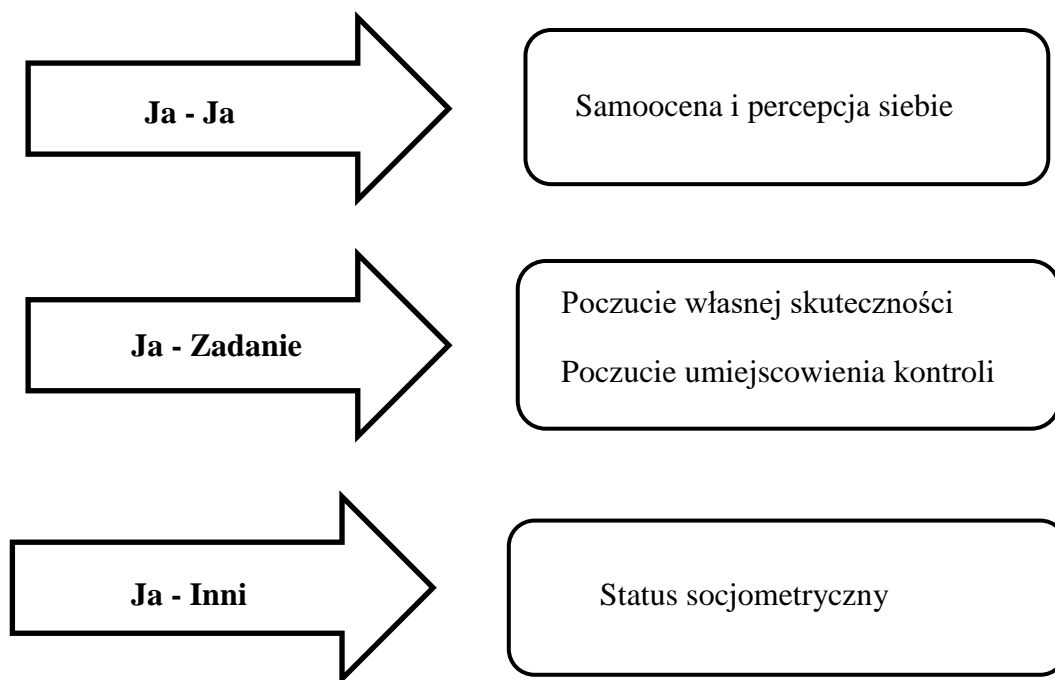 Ja - Ja
Samoocena i percepcja siebie
Ja - Zadanie
Poczucie własnej skuteczności
Poczucie umiejscowienia kontroli
Ja - Inni
Status socjometryczny